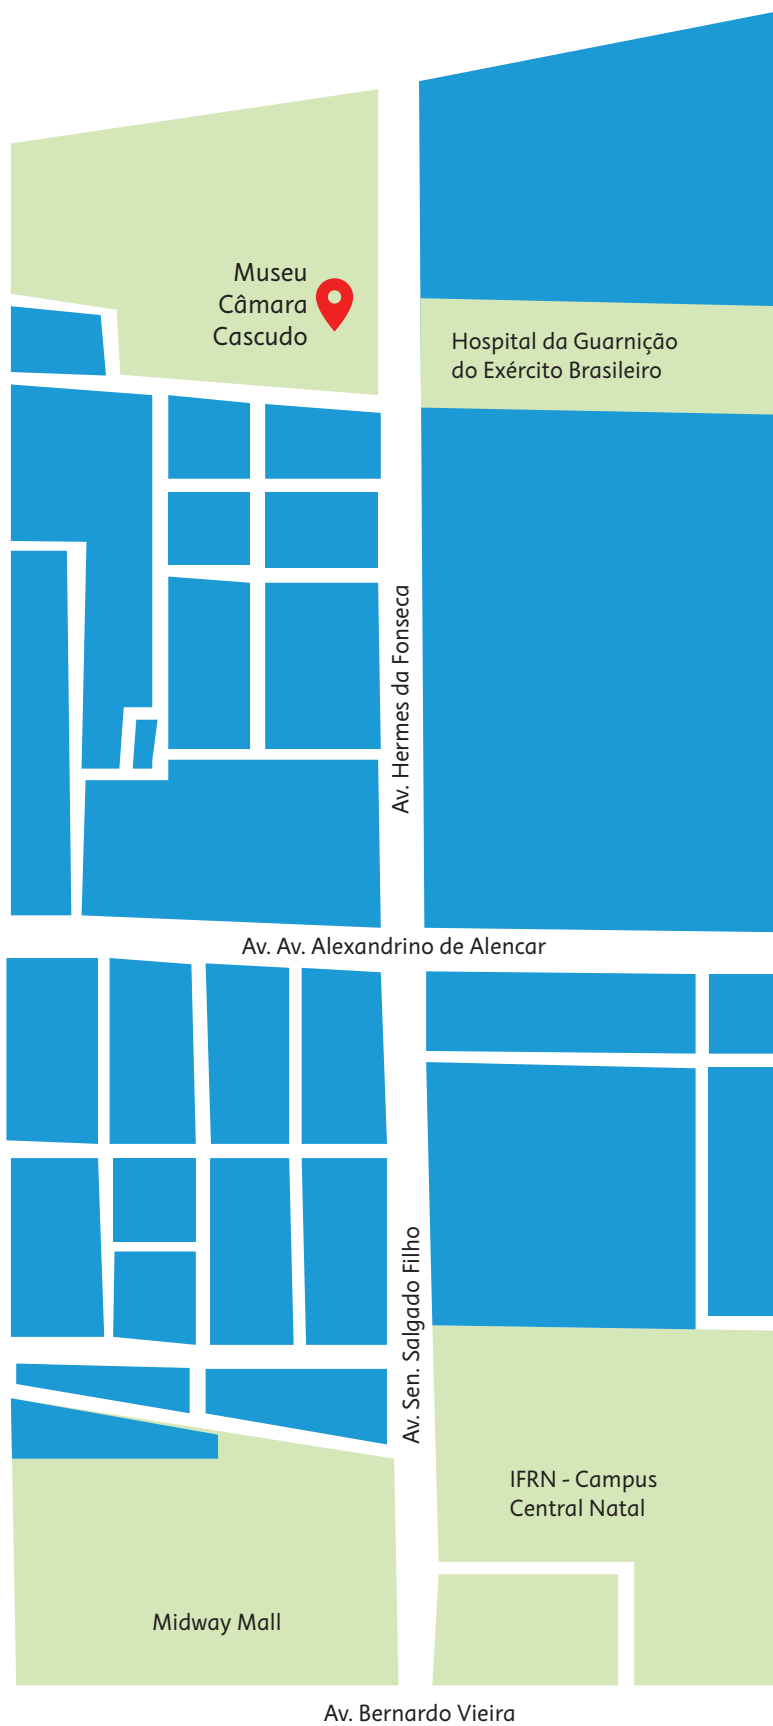 Museu
Câmara
Cascudo
Hospital da Guarnição
do Exército Brasileiro
Av. Hermes da Fonseca
Av. Av. Alexandrino de Alencar
Av. Sen. Salgado Filho
IFRN - Campus
Central Natal
Midway Mall
Av. Bernardo Vieira